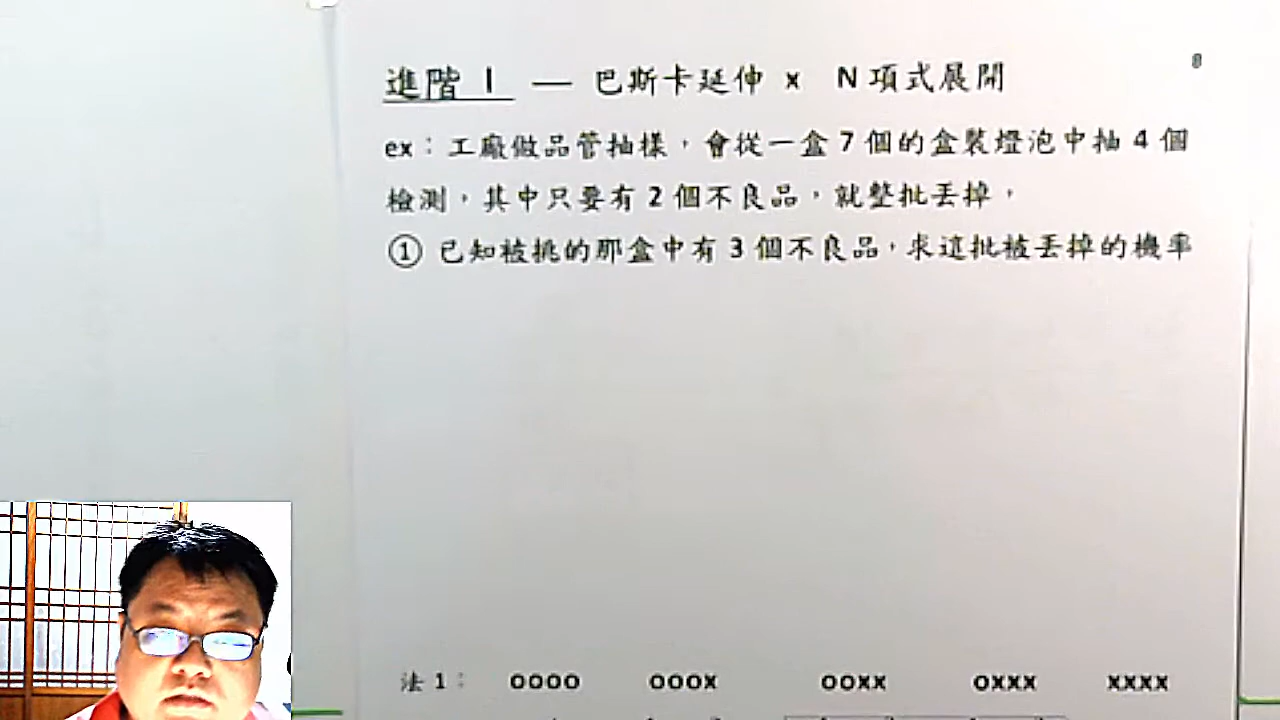 8
進階 1 — 巴斯卡延伸 x N 項式展開
ex：工廠做品管抽樣，會從一盒 7 個的盒裝燈泡中抽 4 個
檢測，其中只要有 2 個不良品，就整批丟掉，
① 已知被挑的那盒中有 3 個不良品，求這批被丟掉的機率
法 1： OOOO OOOX OOXX OXXX XXXX